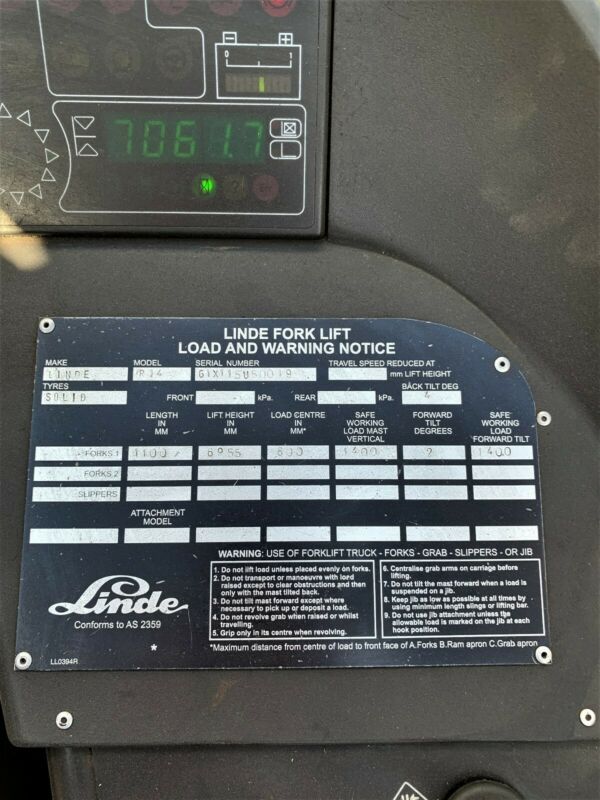 - +
0 1
7061.7
LINDE FORK LIFT
LOAD AND WARNING NOTICE
MAKE MODEL SERIAL NUMBER TRAVEL SPEED REDUCED AT
LINDE R14 mm LIFT HEIGHT
TYRES BACK TILT DEG
SOLID FRONT kPa. REAR kPa. 4
LENGTH IN MM LIFT HEIGHT IN MM LOAD CENTRE IN MM* SAFE WORKING LOAD MAST VERTICAL FORWARD TILT DEGREES SAFE WORKING LOAD FORWARD TILT
FORKS 1 1100 6955 600 1400 2 1400
FORKS 2
SLIPPERS
ATTACHMENT MODEL
WARNING: USE OF FORKLIFT TRUCK - FORKS - GRAB - SLIPPERS - OR JIB
1. Do not lift load unless placed evenly on forks.
2. Do not transport or manoeuvre with lord
raised except to clear obstructions and then
only with the mast tilted back.
3. Do not tilt mast forward except where
necessary to pick up or deposit a load.
4. Do not revolve grab when raised or whilst
travelling.
5. Grip only in its centre when revolving.
6. Centralise grab arms on carriage before
lifting.
7. Do not tilt the mast forward when a load is
suspended on a jib.
8. Keep jib as low as possible at all times by
using minimum length slings or lifting bar.
9. Do not use jib attachment unless the
allowable load is marked on the jib at each
hook position.
Linde
Conforms to AS 2359
*
*Maximum distance from centre of load to front face of A.Forks B.Ram apron C.Grab apron
LL0394R